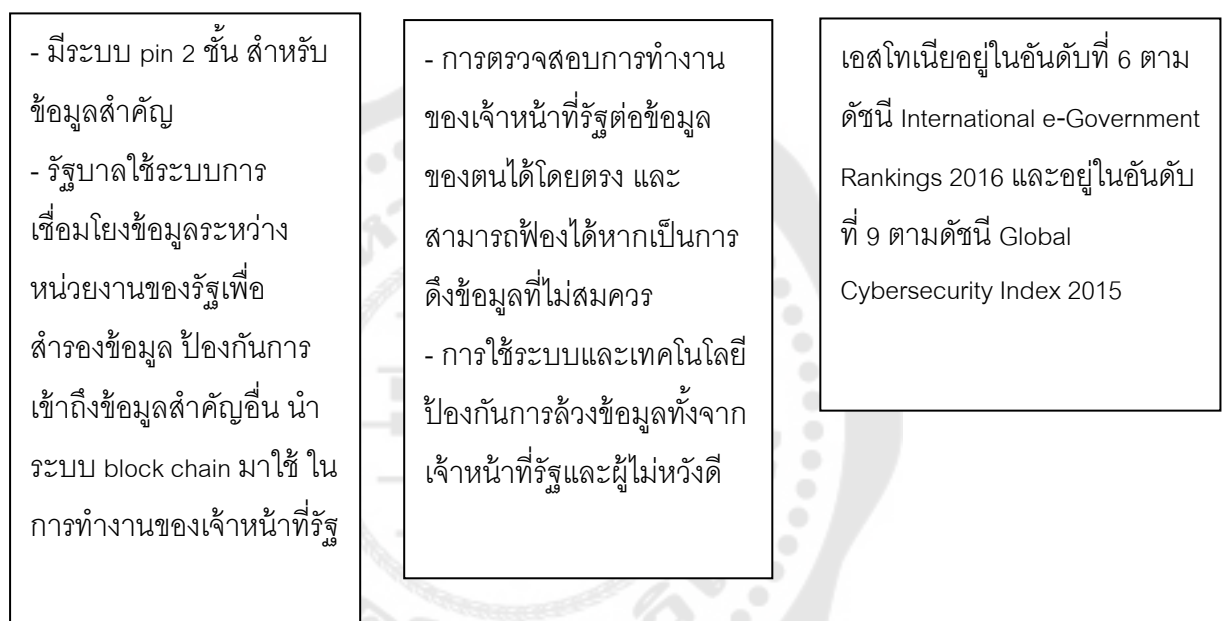 - มีระบบ pin 2 ชั้น สำหรับ
ข้อมูลสำคัญ
- รัฐบาลใช้ระบบการ
เชื่อมโยงข้อมูลระหว่าง
หน่วยงานของรัฐเพื่อ
สำรองข้อมูล ป้องกันการ
เข้าถึงข้อมูลสำคัญอื่น นำ
ระบบ block chain มาใช้ ใน
การทำงานของเจ้าหน้าที่รัฐ
- การตรวจสอบการทำงาน
ของเจ้าหน้าที่รัฐต่อข้อมูล
ของตนได้โดยตรง และ
สามารถฟ้องได้หากเป็นการ
ดึงข้อมูลที่ไม่สมควร
- การใช้ระบบและเทคโนโลยี
ป้องกันการล้วงข้อมูลทั้งจาก
เจ้าหน้าที่รัฐและผู้ไม่หวังดี
เอสโทเนียอยู่ในอันดับที่ 6 ตาม
ดัชนี International e-Government
Rankings 2016 และอยู่ในอันดับ
ที่ 9 ตามดัชนี Global
Cybersecurity Index 2015